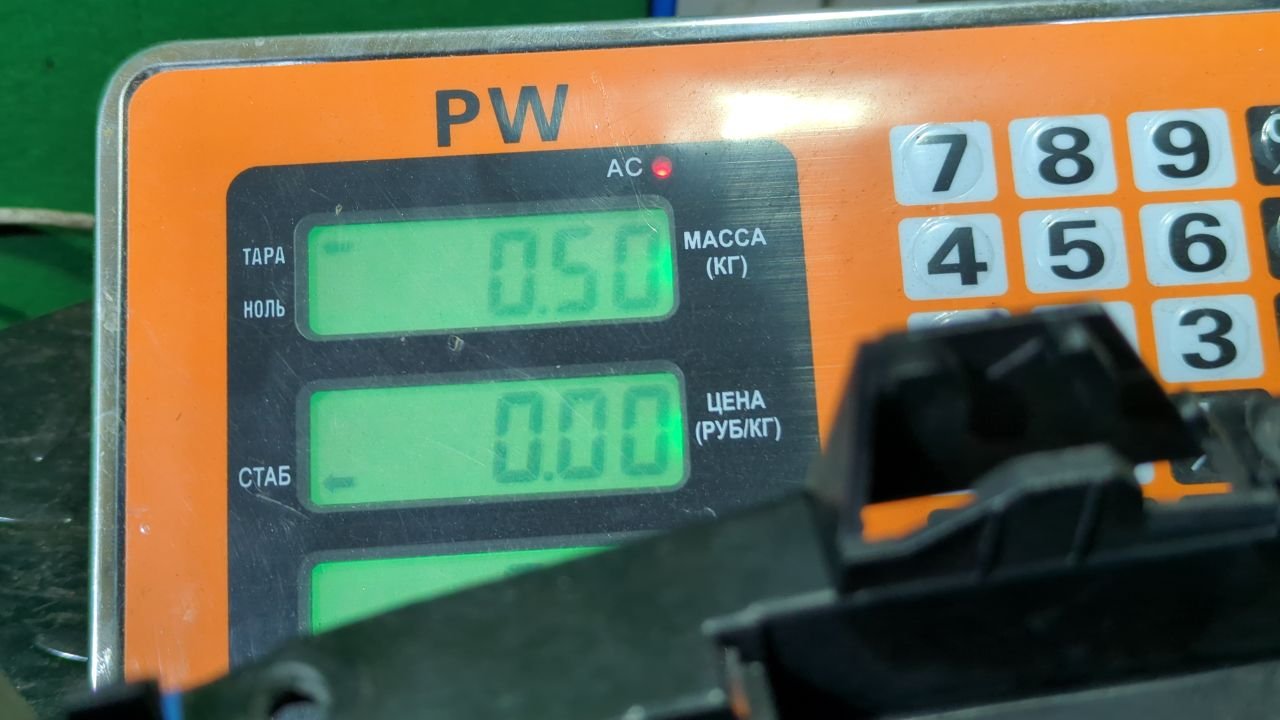 PW
AC
ТАРА
НОЛЬ
0.50
МАССА
(КГ)
0.00
ЦЕНА
(РУБ/КГ)
СТАБ
7 8 9
4 5 6
3